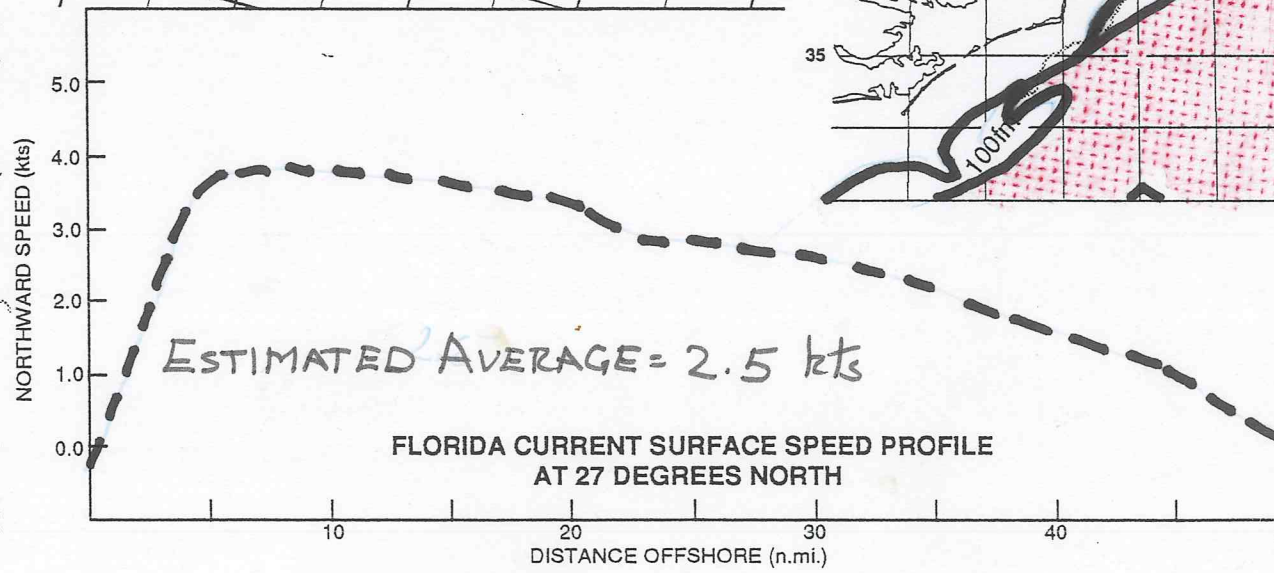 35
100fm
NORTHWARD SPEED (kts)
5.0
4.0
3.0
2.0
1.0
0.0
ESTIMATED AVERAGE = 2.5 kts
FLORIDA CURRENT SURFACE SPEED PROFILE
AT 27 DEGREES NORTH
10
20
30
40
DISTANCE OFFSHORE (n.mi.)